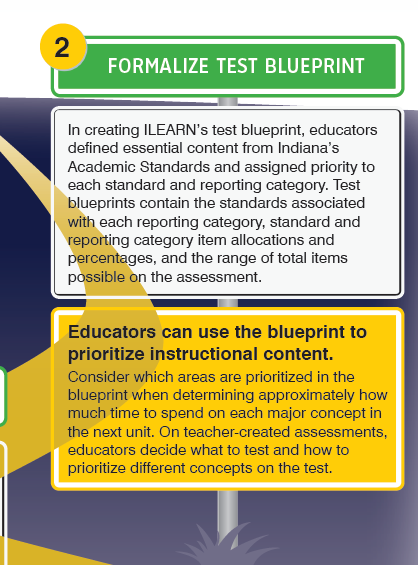 2
FORMALIZE TEST BLUEPRINT
In creating ILEARN's test blueprint, educators
defined essential content from Indiana's
Academic Standards and assigned priority to
each standard and reporting category. Test
blueprints contain the standards associated
with each reporting category, standard and
reporting category item allocations and
percentages, and the range of total items
possible on the assessment.
Educators can use the blueprint to
prioritize instructional content.
Consider which areas are prioritized in the
blueprint when determining approximately how
much time to spend on each major concept in
the next unit. On teacher-created assessments,
educators decide what to test and how to
prioritize different concepts on the test.